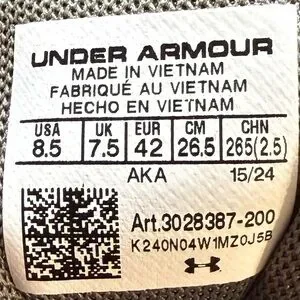 UNDER ARMOUR
MADE IN VIETNAM
FABRIQUÉ AU VIETNAM
HECHO EN VIETNAM
USA UK EUR CM CHN
8.5 7.5 42 26.5 265(2.5)
AKA 15/24
Art.3028387-200
K240N04W1MZ0J5B